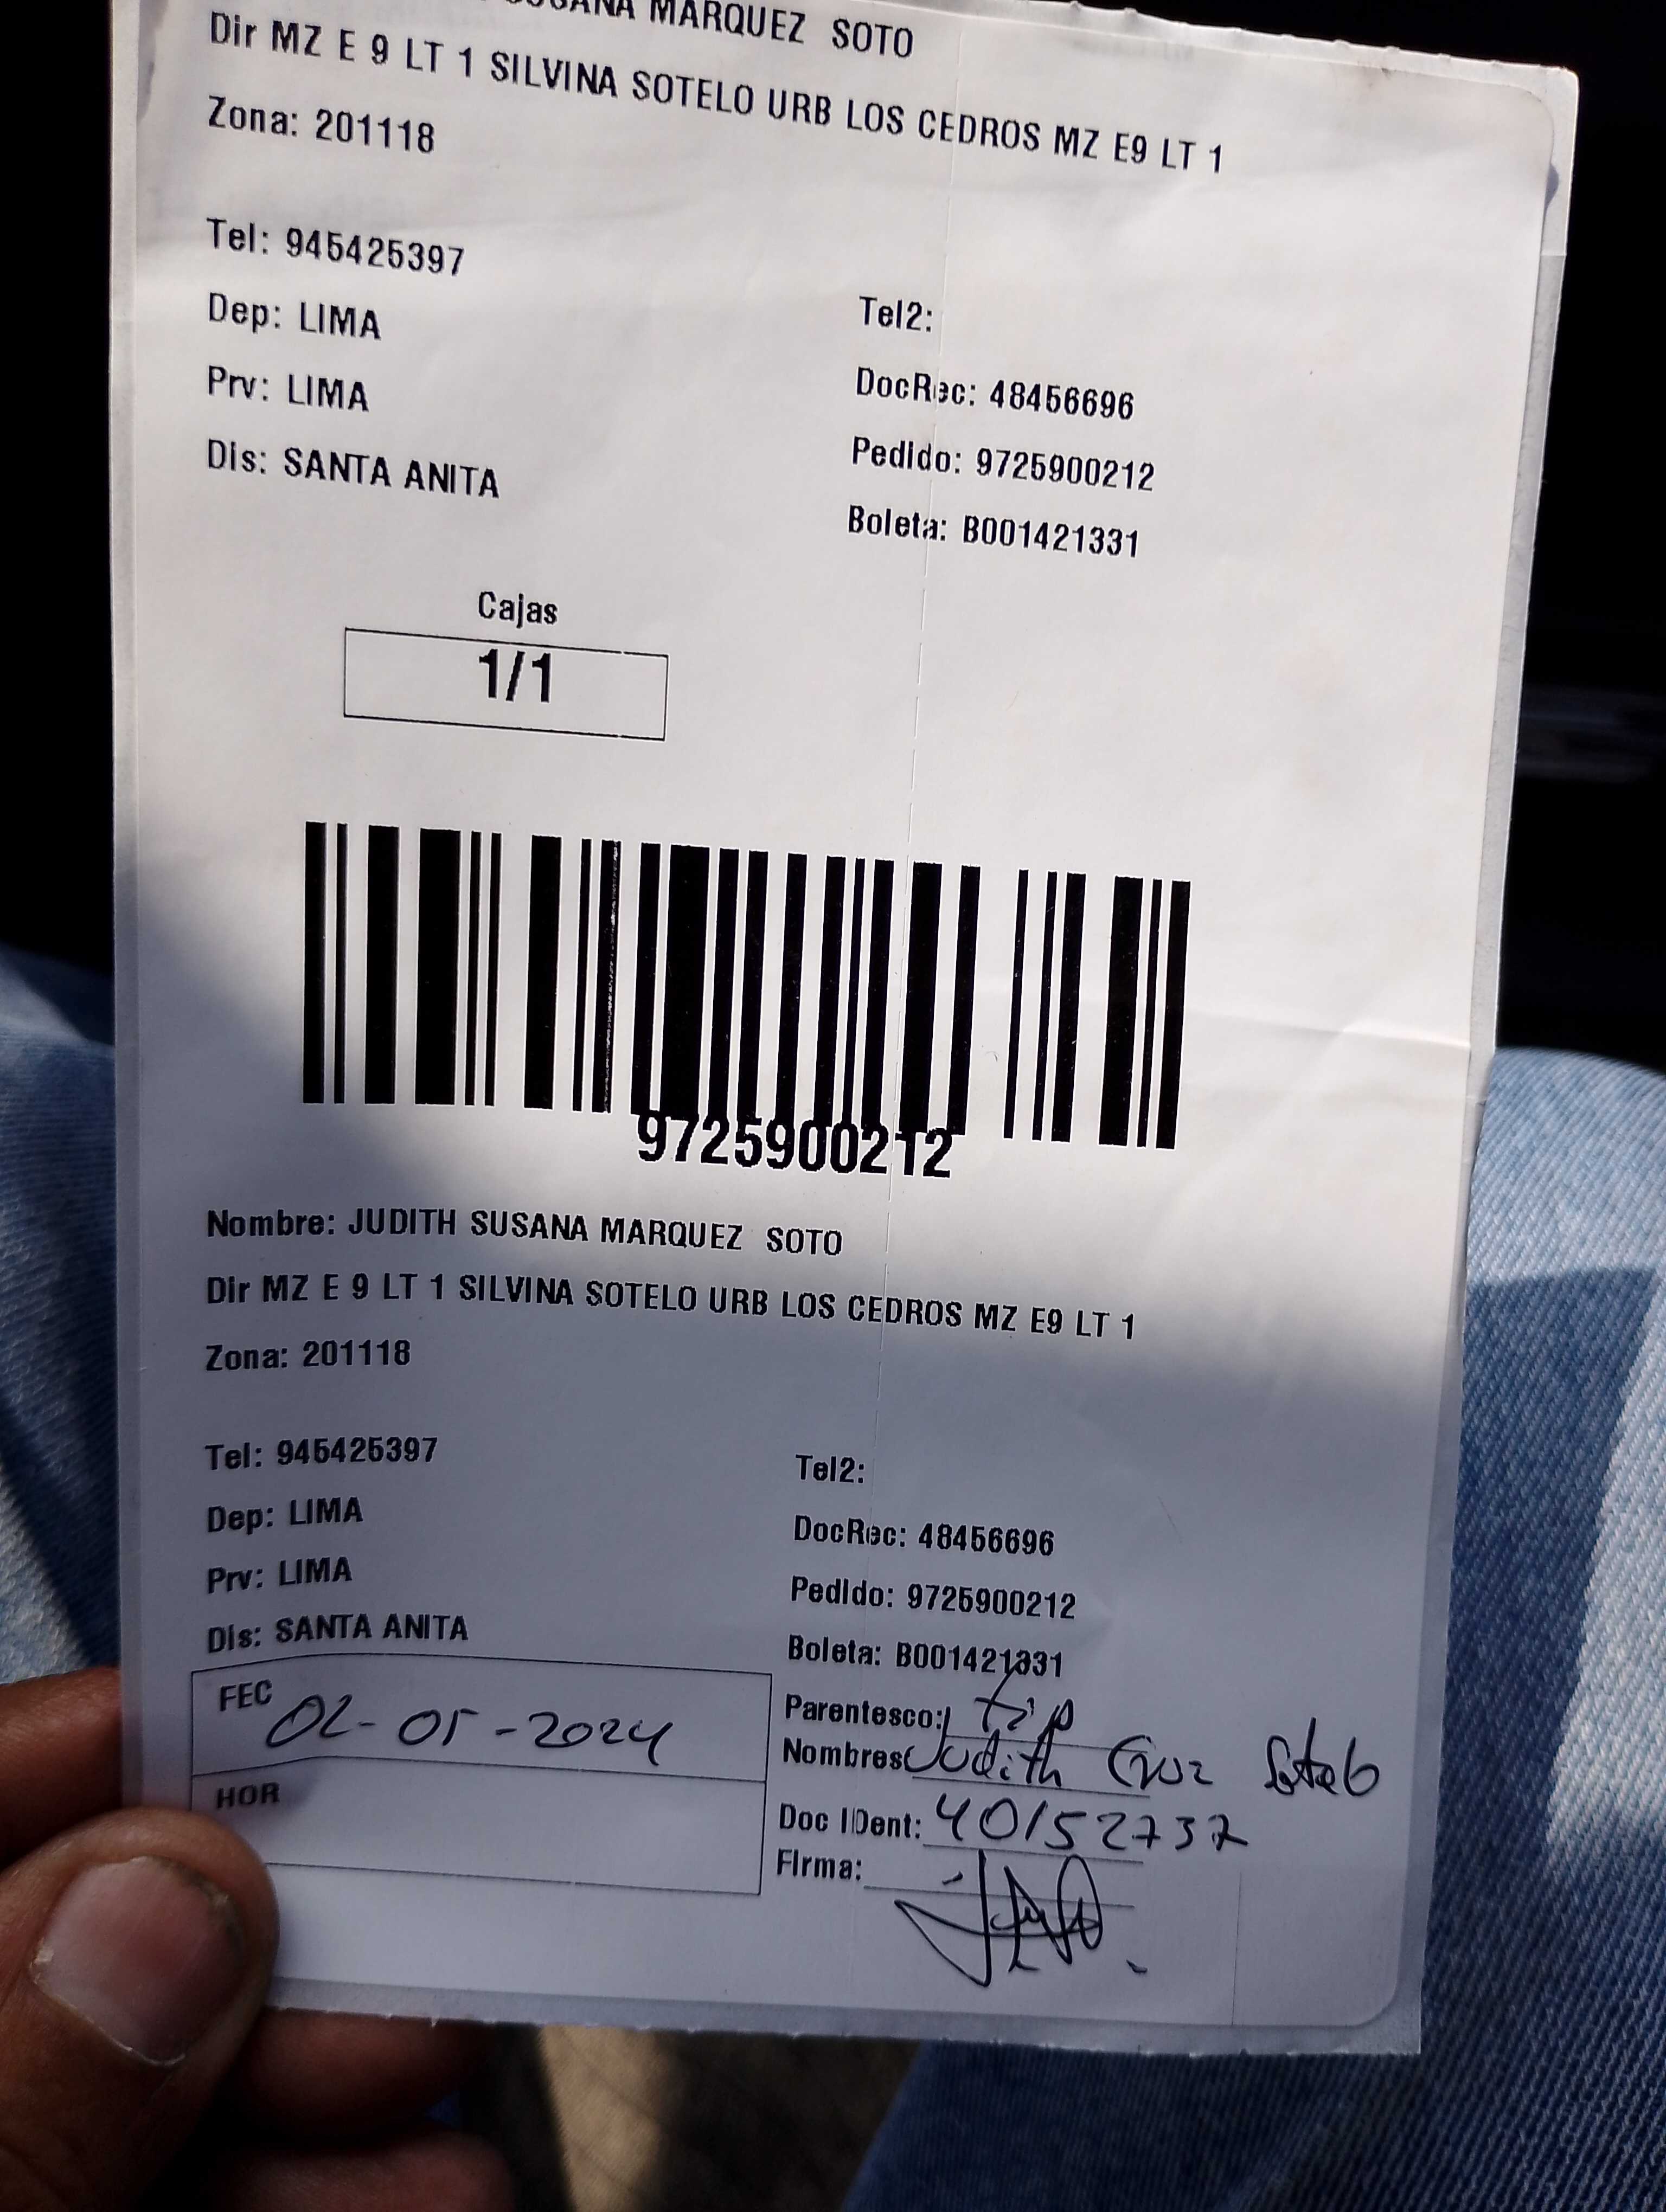 SUSANA MARQUEZ SOTO
Dir MZ E 9 LT 1 SILVINA SOTELO URB LOS CEDROS MZ E9 LT 1
Zona: 201118
Tel: 945425397
Tel2:
Dep: LIMA
DocRec: 48456696
Prv: LIMA
Pedido: 9725900212
Dis: SANTA ANITA
Boleta: B001421331
Cajas
1/1
9725900212
Nombre: JUDITH SUSANA MARQUEZ SOTO
Dir MZ E 9 LT 1 SILVINA SOTELO URB LOS CEDROS MZ E9 LT 1
Zona: 201118
Tel: 945425397
Tel2:
Dep: LIMA
DocRec: 48456696
Prv: LIMA
Pedido: 9725900212
Dis: SANTA ANITA
Boleta: B001421331
FEC 02-05-2024
Parentesco:
Nombres Judith Cruz Sotelo
HOR
Doc IDent: 40152737
Firma: